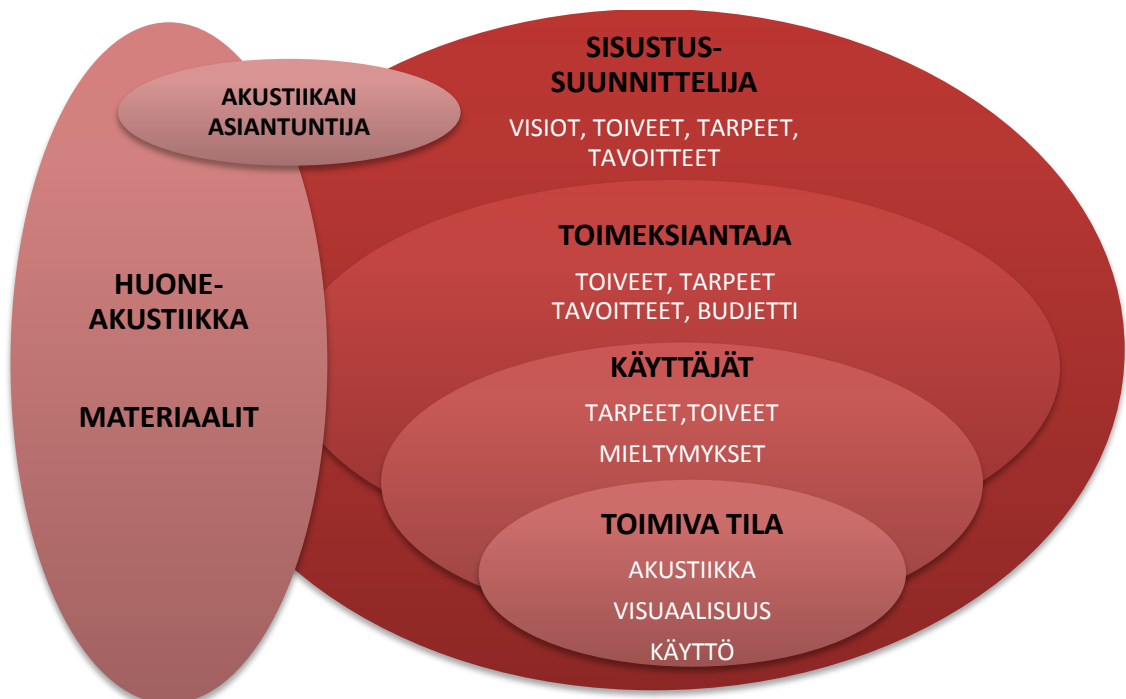 AKUSTIIKAN
ASIANTUNTIJA
HUONE-
AKUSTIIKKA
MATERIAALIT
SISUSTUS-
SUUNNITTELIJA
VISIOT, TOIVEET, TARPEET,
TAVOITTEET
TOIMEKSIANTAJA
TOIVEET, TARPEET
TAVOITTEET, BUDJETTI
KÄYTTÄJÄT
TARPEET,TOIVEET
MIELTYMYKSET
TOIMIVA TILA
AKUSTIIKKA
VISUAALISUUS
KÄYTTÖ